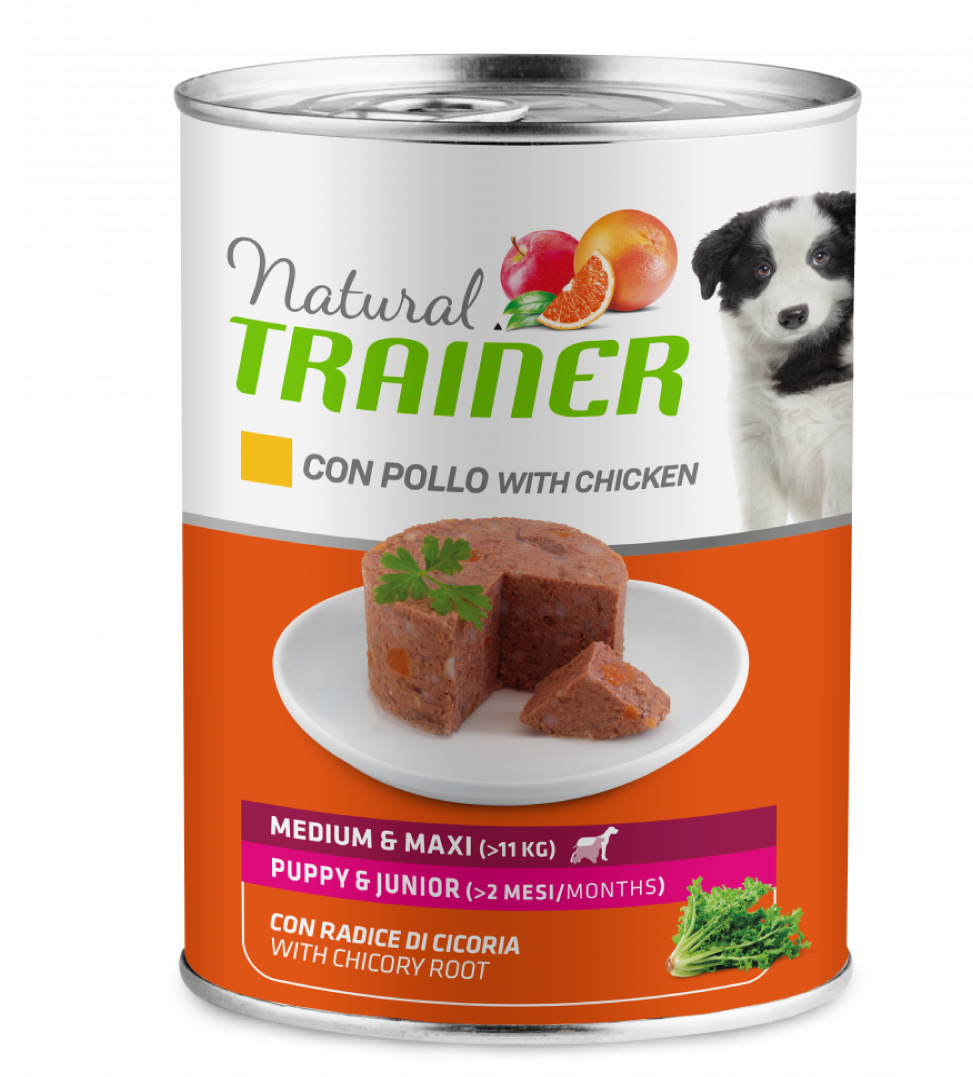 Natural
TRAINER
CON POLLO WITH CHICKEN
MEDIUM & MAXI (>11 KG)
PUPPY & JUNIOR (>2 MESI/MONTHS)
CON RADICE DI CICORIA
WITH CHICORY ROOT